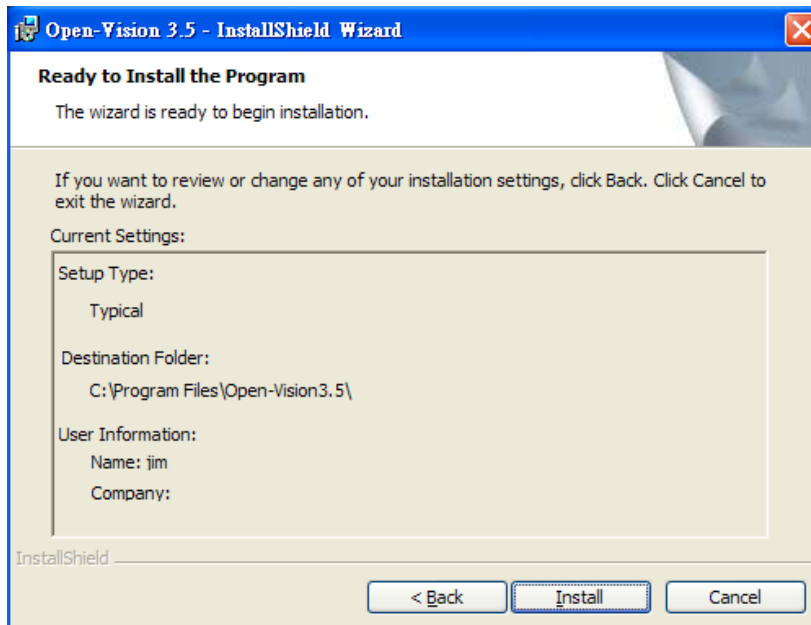 Open-Vision 3.5 - InstallShield Wizard
Ready to Install the Program
The wizard is ready to begin installation.
If you want to review or change any of your installation settings, click Back. Click Cancel to
exit the wizard.
Current Settings:
Setup Type:
Typical
Destination Folder:
C:\Program Files\Open-Vision3.5\
User Information:
Name: jim
Company:
InstallShield
< Back Install Cancel